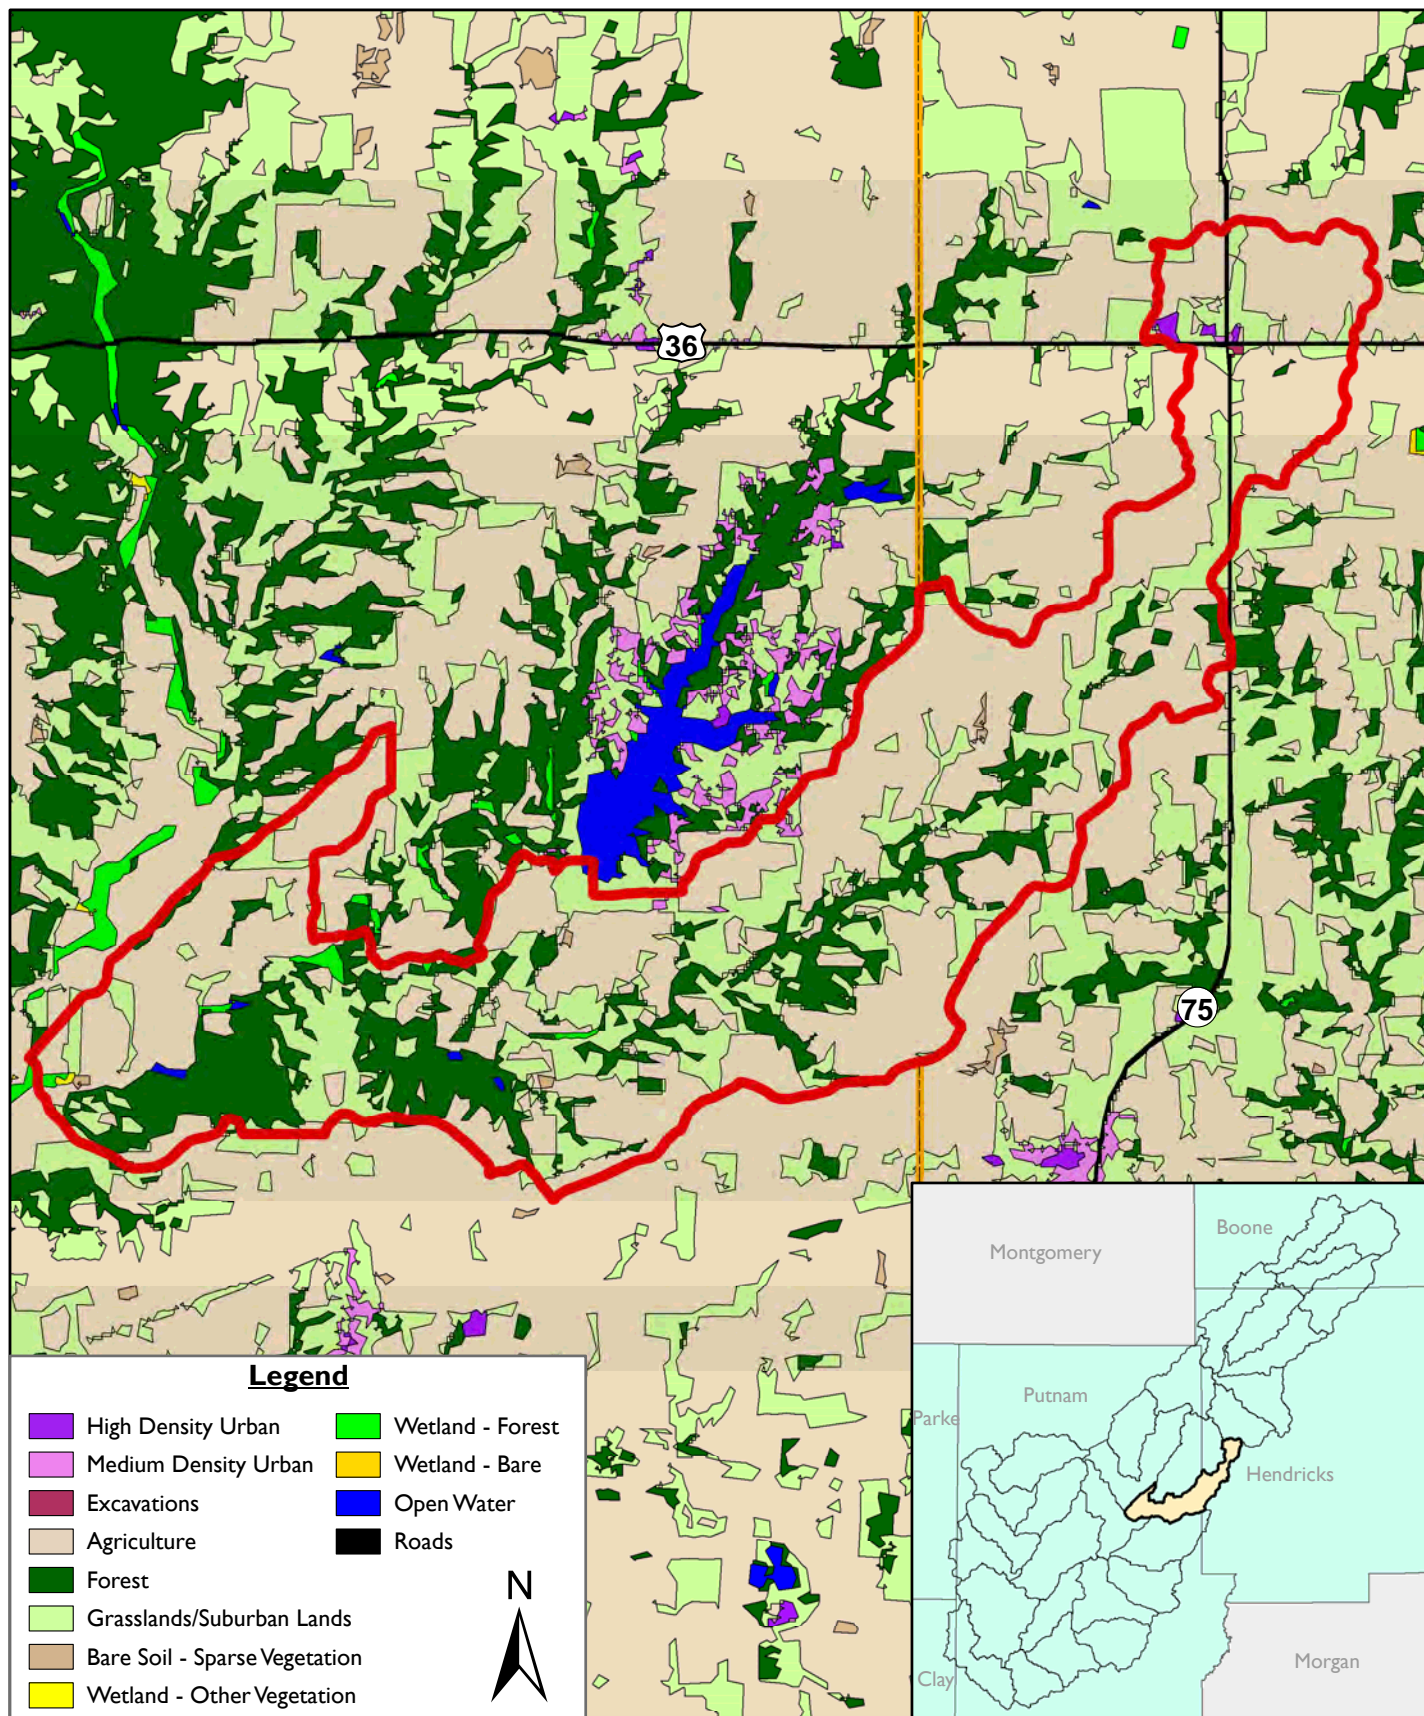 36
75
Legend
High Density Urban
Medium Density Urban
Excavations
Agriculture
Forest
Grasslands/Suburban Lands
Bare Soil - Sparse Vegetation
Wetland - Other Vegetation
Wetland - Forest
Wetland - Bare
Open Water
Roads
N
Montgomery
Boone
Putnam
Parke
Hendricks
Clay
Morgan